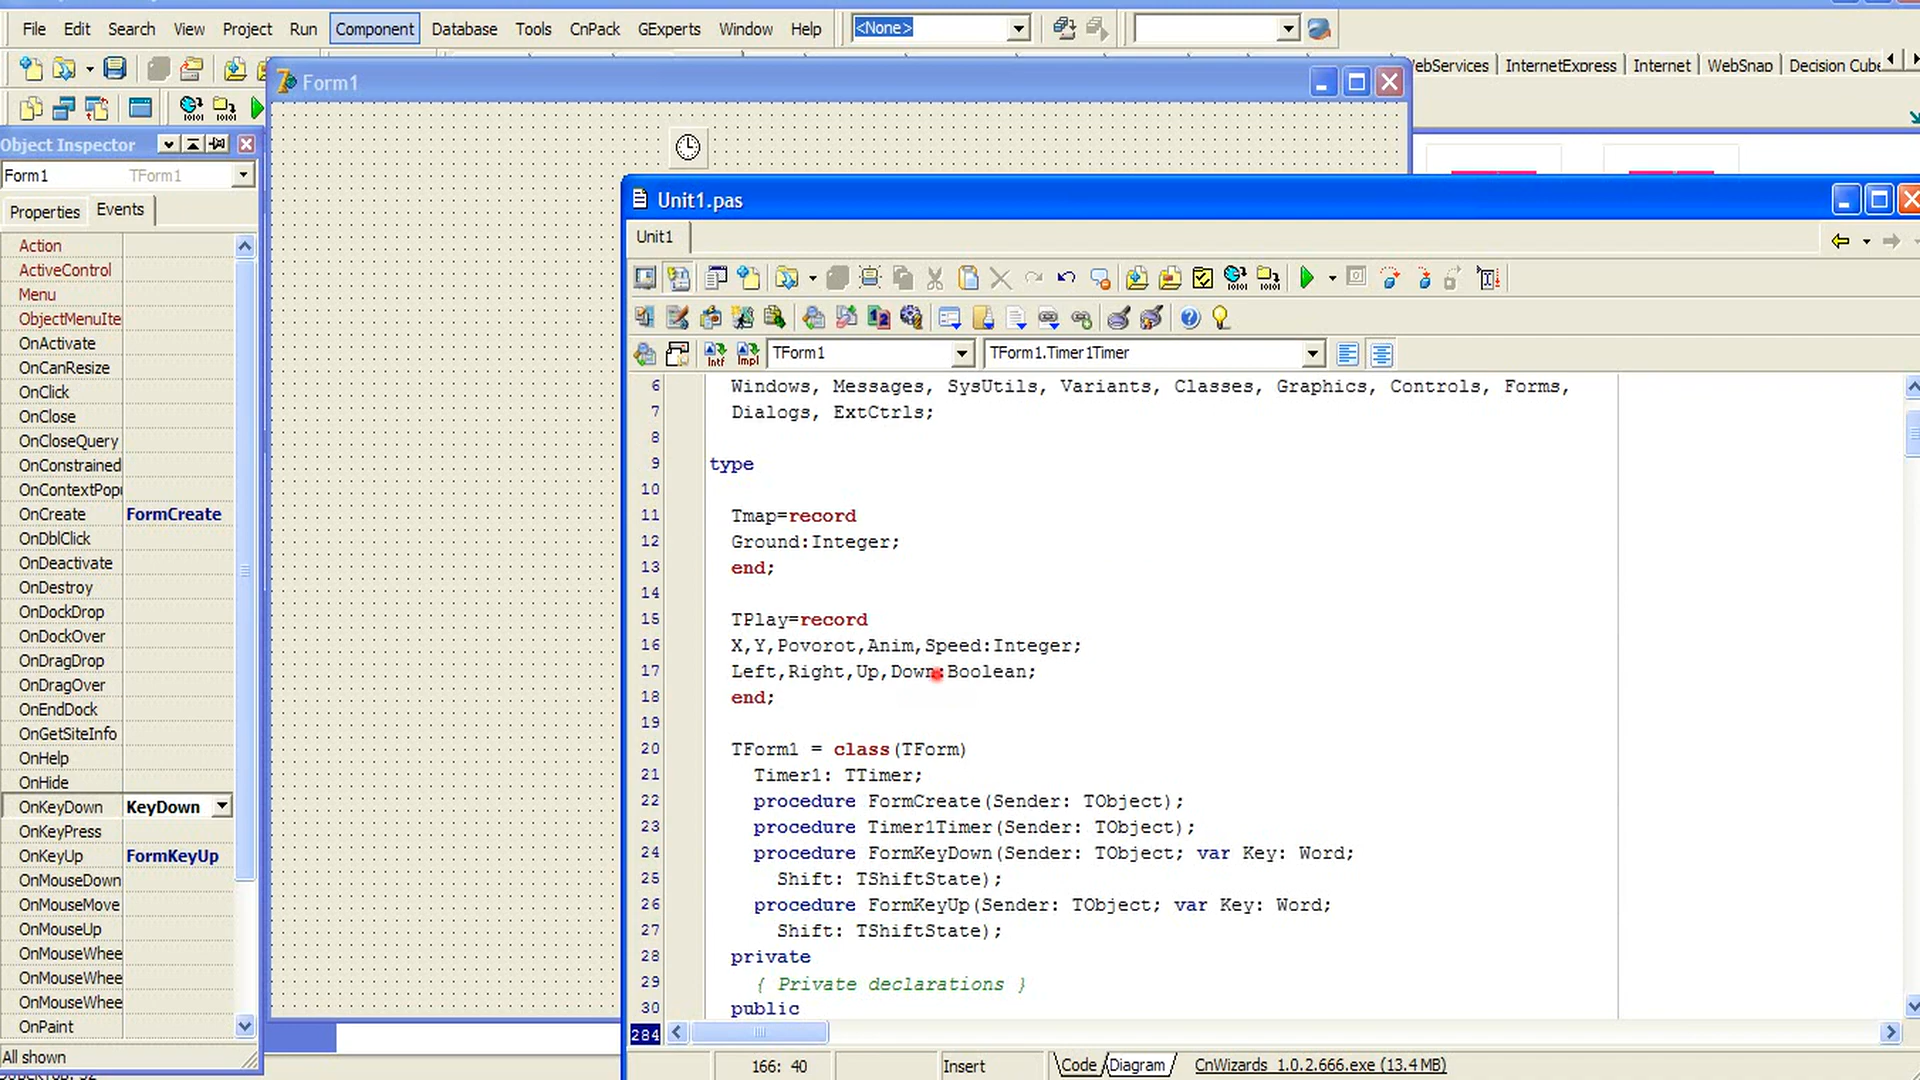 File Edit Search View Project Run Component Database Tools CnPack GExperts Window Help <None>
WebServices InternetExpress Internet WebSnap Decision Cube
Form1
Object Inspector
Form1 TForm1
Properties Events
Action
ActiveControl
Menu
ObjectMenuIte
OnActivate
OnCanResize
OnClick
OnClose
OnCloseQuery
OnConstrained
OnContextPopu
OnCreate FormCreate
OnDblClick
OnDeactivate
OnDestroy
OnDockDrop
OnDockOver
OnDragDrop
OnDragOver
OnEndDock
OnGetSiteInfo
OnHelp
OnHide
OnKeyDown KeyDown
OnKeyPress
OnKeyUp FormKeyUp
OnMouseDown
OnMouseMove
OnMouseUp
OnMouseWhee
OnMouseWhee
OnMouseWhee
OnPaint
All shown
Unit1.pas
Unit1
TForm1 TForm1.Timer1Timer
6 Windows, Messages, SysUtils, Variants, Classes, Graphics, Controls, Forms,
7 Dialogs, ExtCtrls;
8
9 type
10
11 Tmap=record
12 Ground:Integer;
13 end;
14
15 TPlay=record
16 X,Y,Povorot,Anim,Speed:Integer;
17 Left,Right,Up,Down:Boolean;
18 end;
19
20 TForm1 = class(TForm)
21 Timer1: TTimer;
22 procedure FormCreate(Sender: TObject);
23 procedure Timer1Timer(Sender: TObject);
24 procedure FormKeyDown(Sender: TObject; var Key: Word;
25 Shift: TShiftState);
26 procedure FormKeyUp(Sender: TObject; var Key: Word;
27 Shift: TShiftState);
28 private
29 { Private declarations }
30 public
284
166: 40 Insert Code Diagram CnWizards_1.0.2.666.exe (13.4 MB)